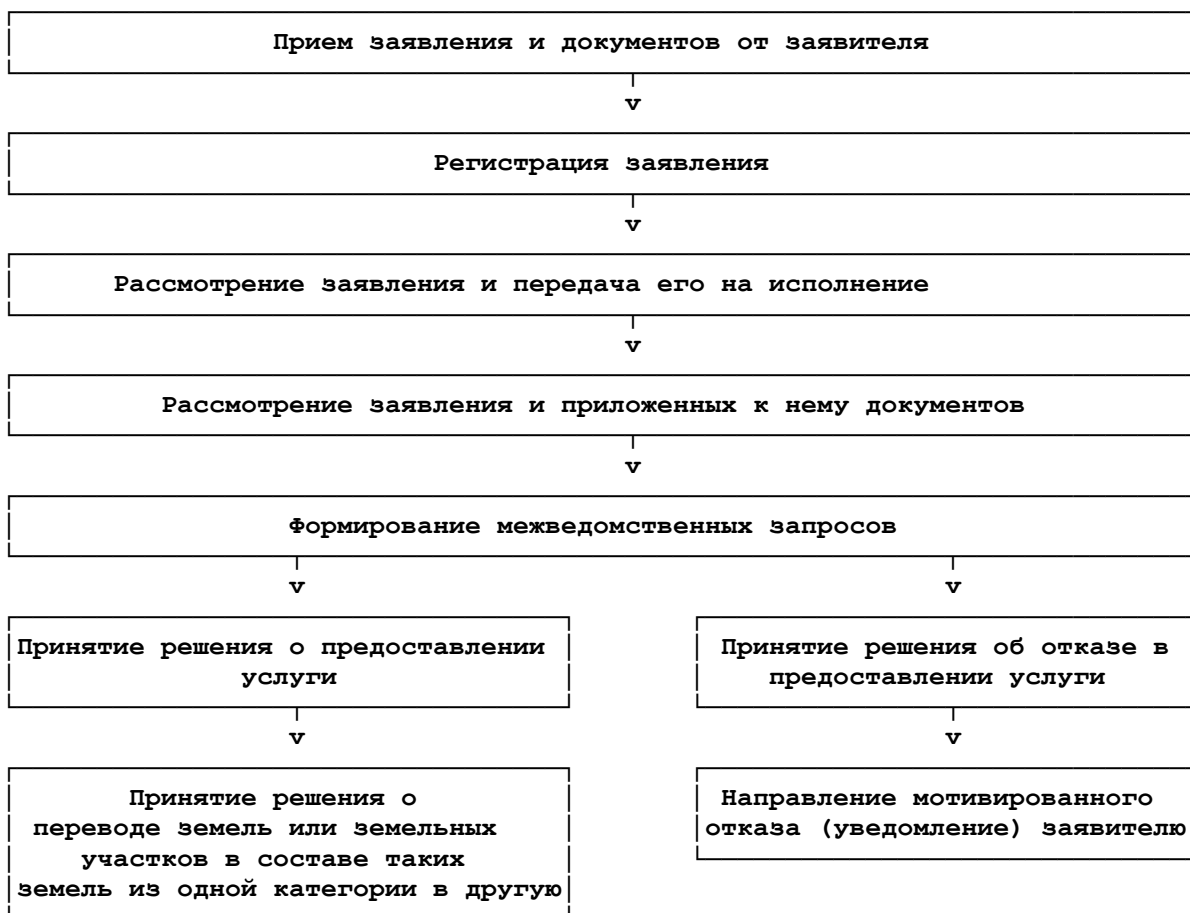 Прием заявления и документов от заявителя
v
Регистрация заявления
v
Рассмотрение заявления и передача его на исполнение
v
Рассмотрение заявления и приложенных к нему документов
v
Формирование межведомственных запросов
v v
Принятие решения о предоставлении
услуги
Принятие решения об отказе в
предоставлении услуги
v v
Принятие решения о
переводе земель или земельных
участков в составе таких
земель из одной категории в другую
Направление мотивированного
отказа (уведомление) заявителю